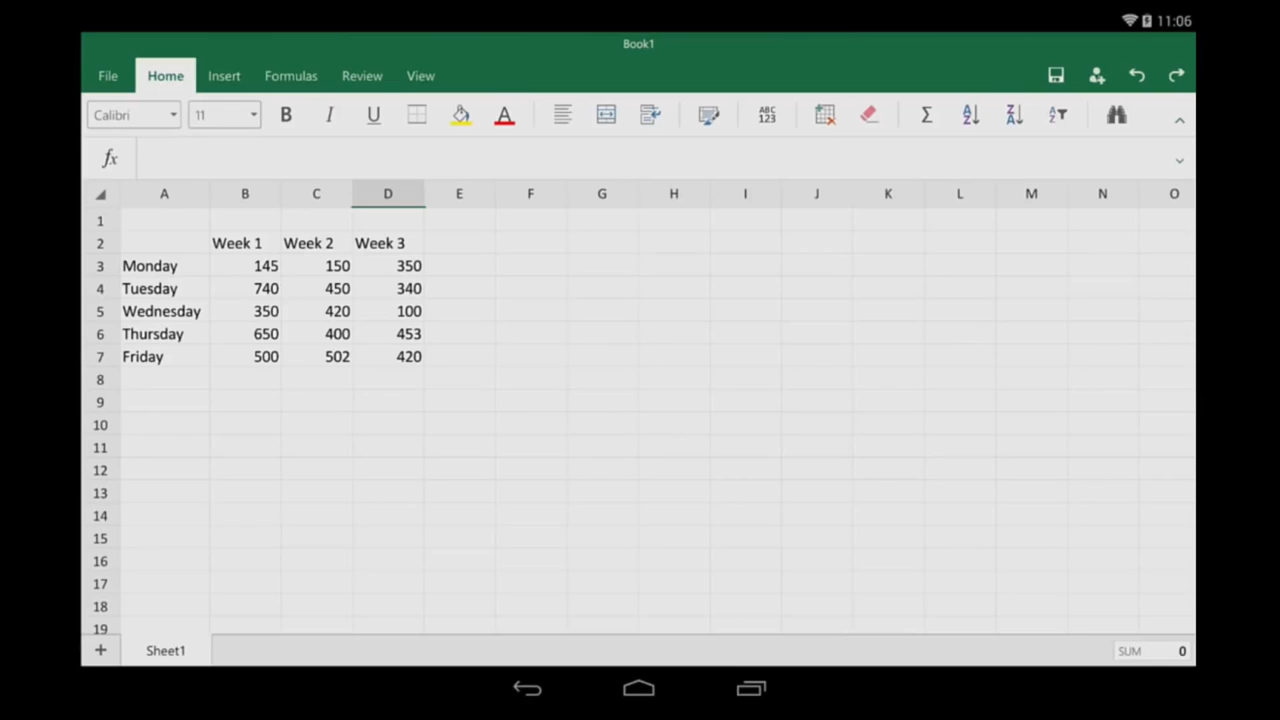 11:06
Book1
File Home Insert Formulas Review View
Calibri 11 B I U A ABC 123 Σ A Z Z A A Z
fx
A B C D E F G H I J K L M N O
1
2 Week 1 Week 2 Week 3
3 Monday 145 150 350
4 Tuesday 740 450 340
5 Wednesday 350 420 100
6 Thursday 650 400 453
7 Friday 500 502 420
8
9
10
11
12
13
14
15
16
17
18
19
+ Sheet1 SUM 0